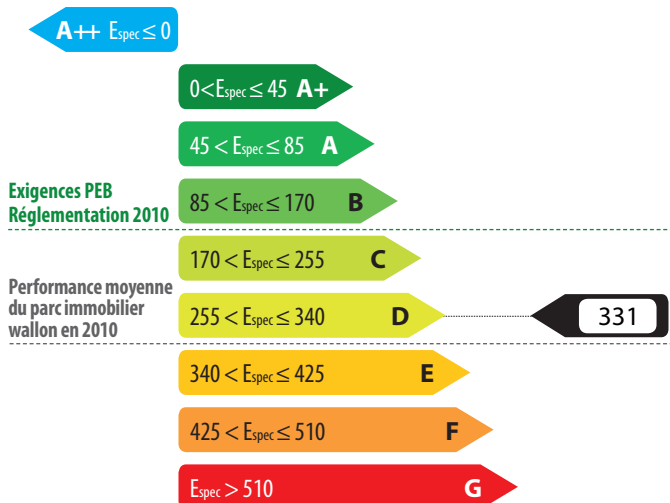 A++ Espec ≤ 0
0<Espec ≤ 45 A+
45 < Espec ≤ 85 A
Exigences PEB
Réglementation 2010
85 < Espec ≤ 170 B
170 < Espec ≤ 255 C
Performance moyenne
du parc immobilier
wallon en 2010
255 < Espec ≤ 340 D
331
340 < Espec ≤ 425 E
425 < Espec ≤ 510 F
Espec > 510 G